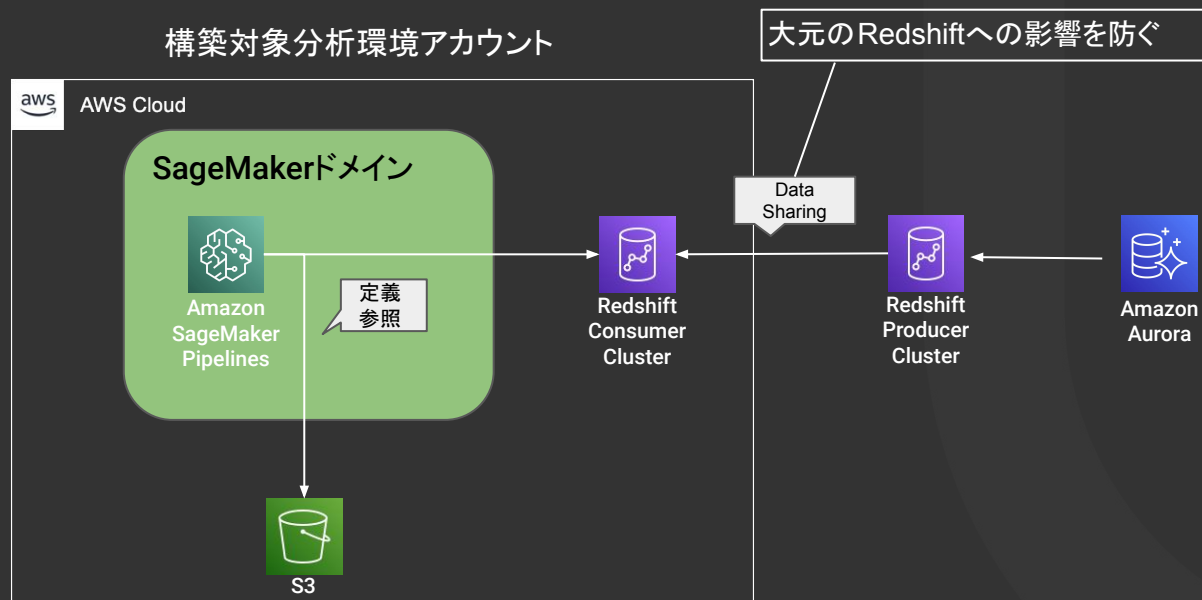 構築対象分析環境アカウント
大元のRedshiftへの影響を防ぐ
aws
AWS Cloud
SageMakerドメイン
Data
Sharing
Amazon
SageMaker
Pipelines
定義
参照
Redshift
Consumer
Cluster
Redshift
Producer
Cluster
Amazon
Aurora
S3